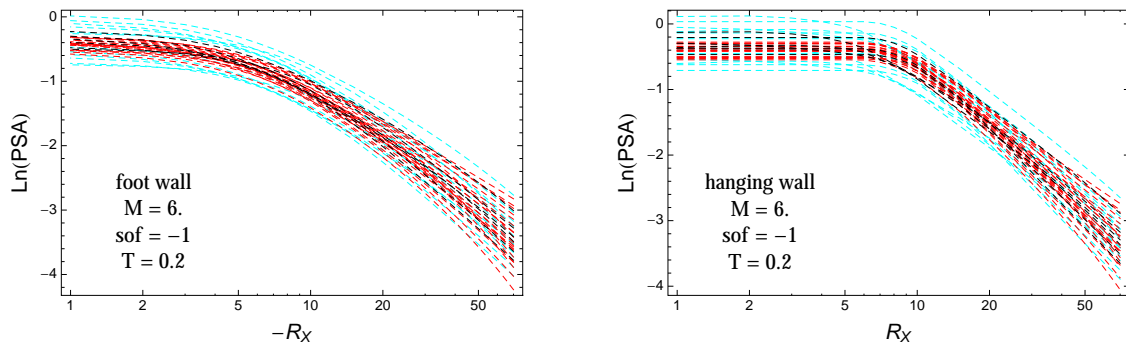 0
−1
−2
−3
−4
Ln(PSA)
foot wall
M = 6.
sof = −1
T = 0.2
1 2 5 10 20 50
−R_X
0
−1
−2
−3
−4
Ln(PSA)
hanging wall
M = 6.
sof = −1
T = 0.2
1 2 5 10 20 50
R_X